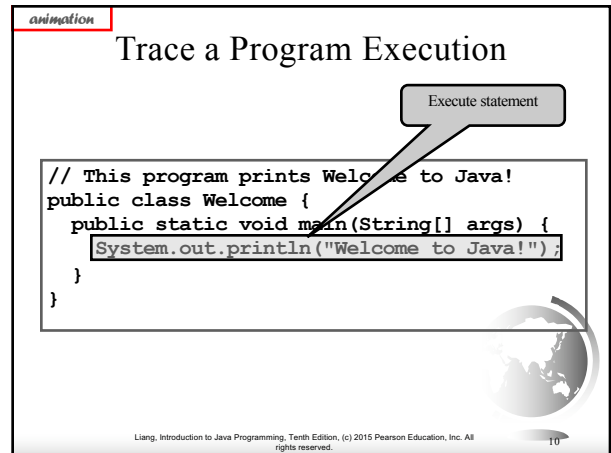 animation
Trace a Program Execution
Execute statement
// This program prints Welcome to Java!
public class Welcome {
  public static void main(String[] args) {
    System.out.println("Welcome to Java!");
  }
}
Liang, Introduction to Java Programming, Tenth Edition, (c) 2015 Pearson Education, Inc. All
rights reserved.
10